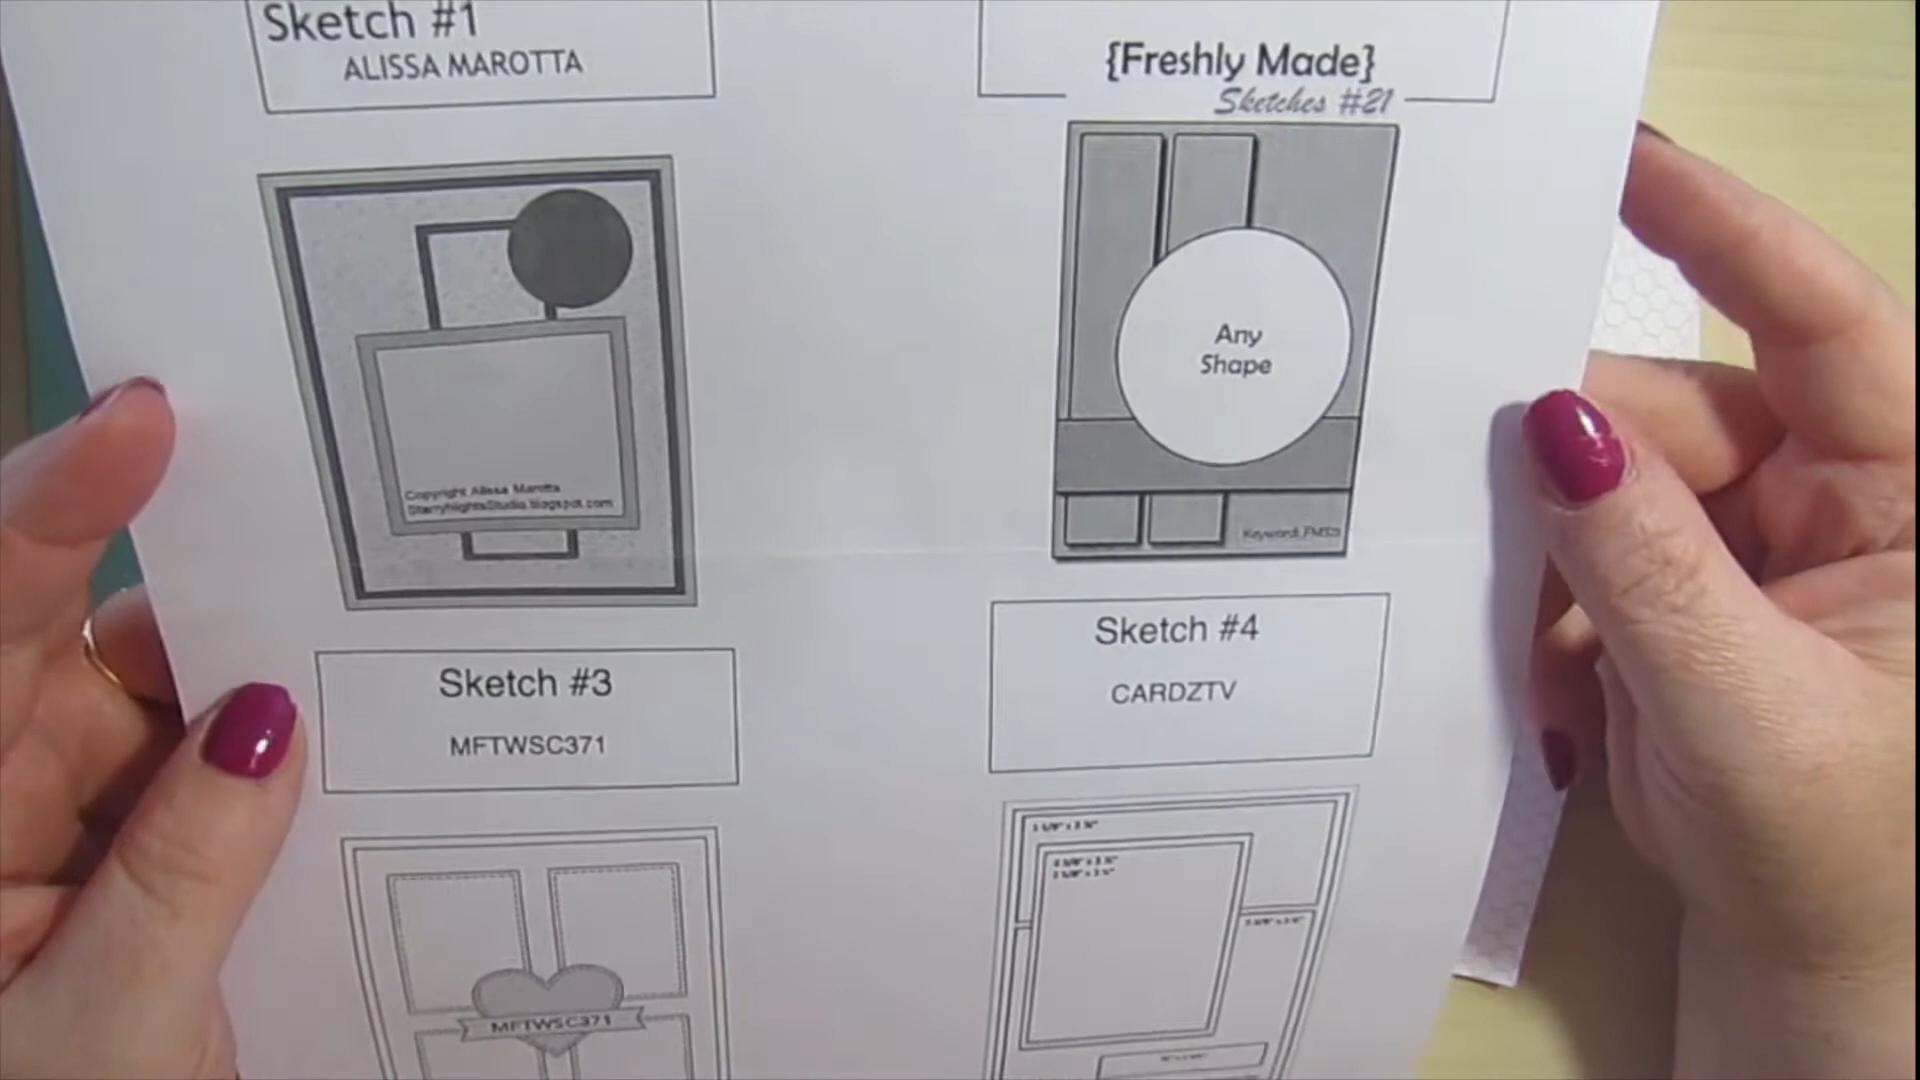 Sketch #1
ALISSA MAROTTA
{Freshly Made}
Sketches #21
Copyright Alissa Marotta
StarryNightsStudio.blogspot.com
Any
Shape
Keyword:
Sketch #3
MFTWSC371
Sketch #4
CARDZTV
MFTWSC371